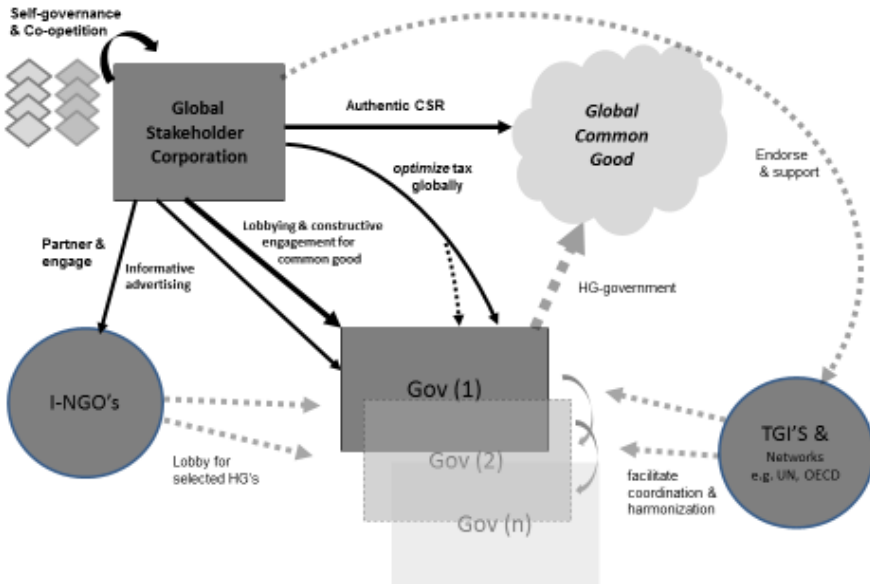 Self-governance
& Co-opetition
Global
Stakeholder
Corporation
Authentic CSR
Global
Common
Good
optimize tax
globally
Endorse
& support
Lobbying & constructive
engagement for
common good
Partner &
engage
Informative
advertising
HG-government
I-NGO's
Gov (1)
Gov (2)
Gov (n)
TGI'S &
Networks
e.g. UN, OECD
Lobby for
selected HG's
facilitate
coordination &
harmonization